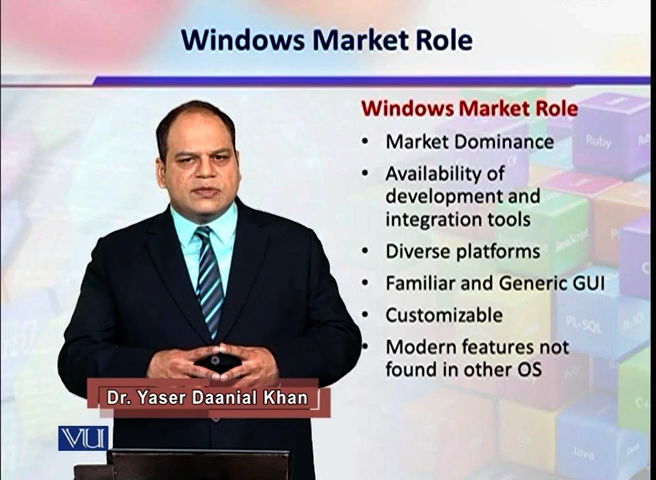 Windows Market Role
Windows Market Role
• Market Dominance
• Availability of
development and
integration tools
• Diverse platforms
• Familiar and Generic GUI
• Customizable
• Modern features not
found in other OS
Ruby
JavaScript
PL-SQL
Dr. Yaser Daanial Khan
VU